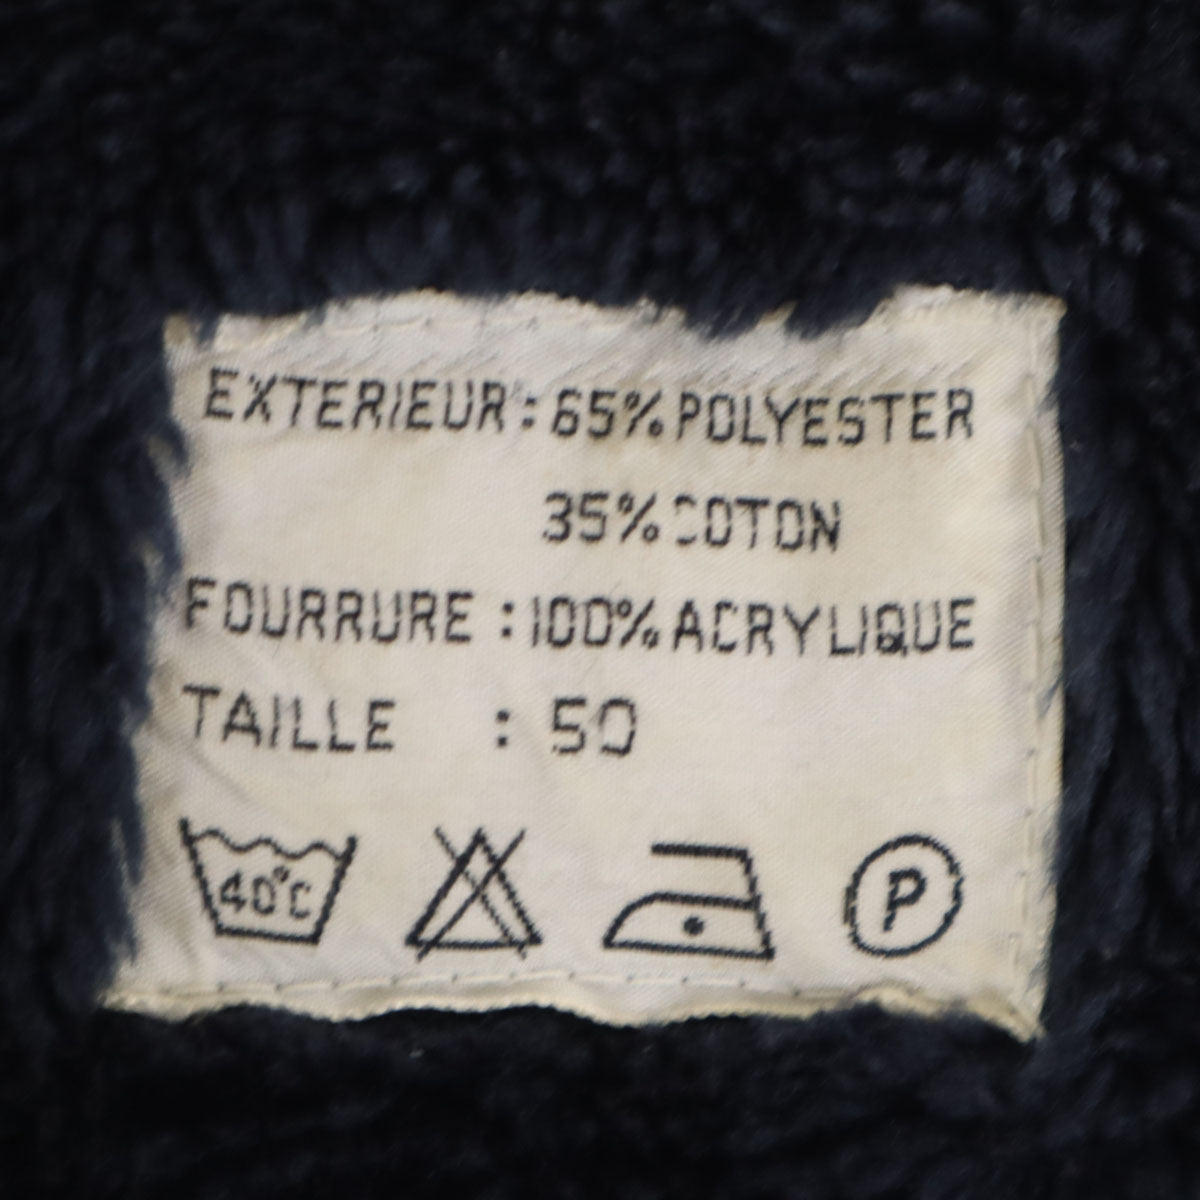 EXTERIEUR : 65% POLYESTER
35% COTON
FOURRURE : 100% ACRYLIQUE
TAILLE : 50
40°C P